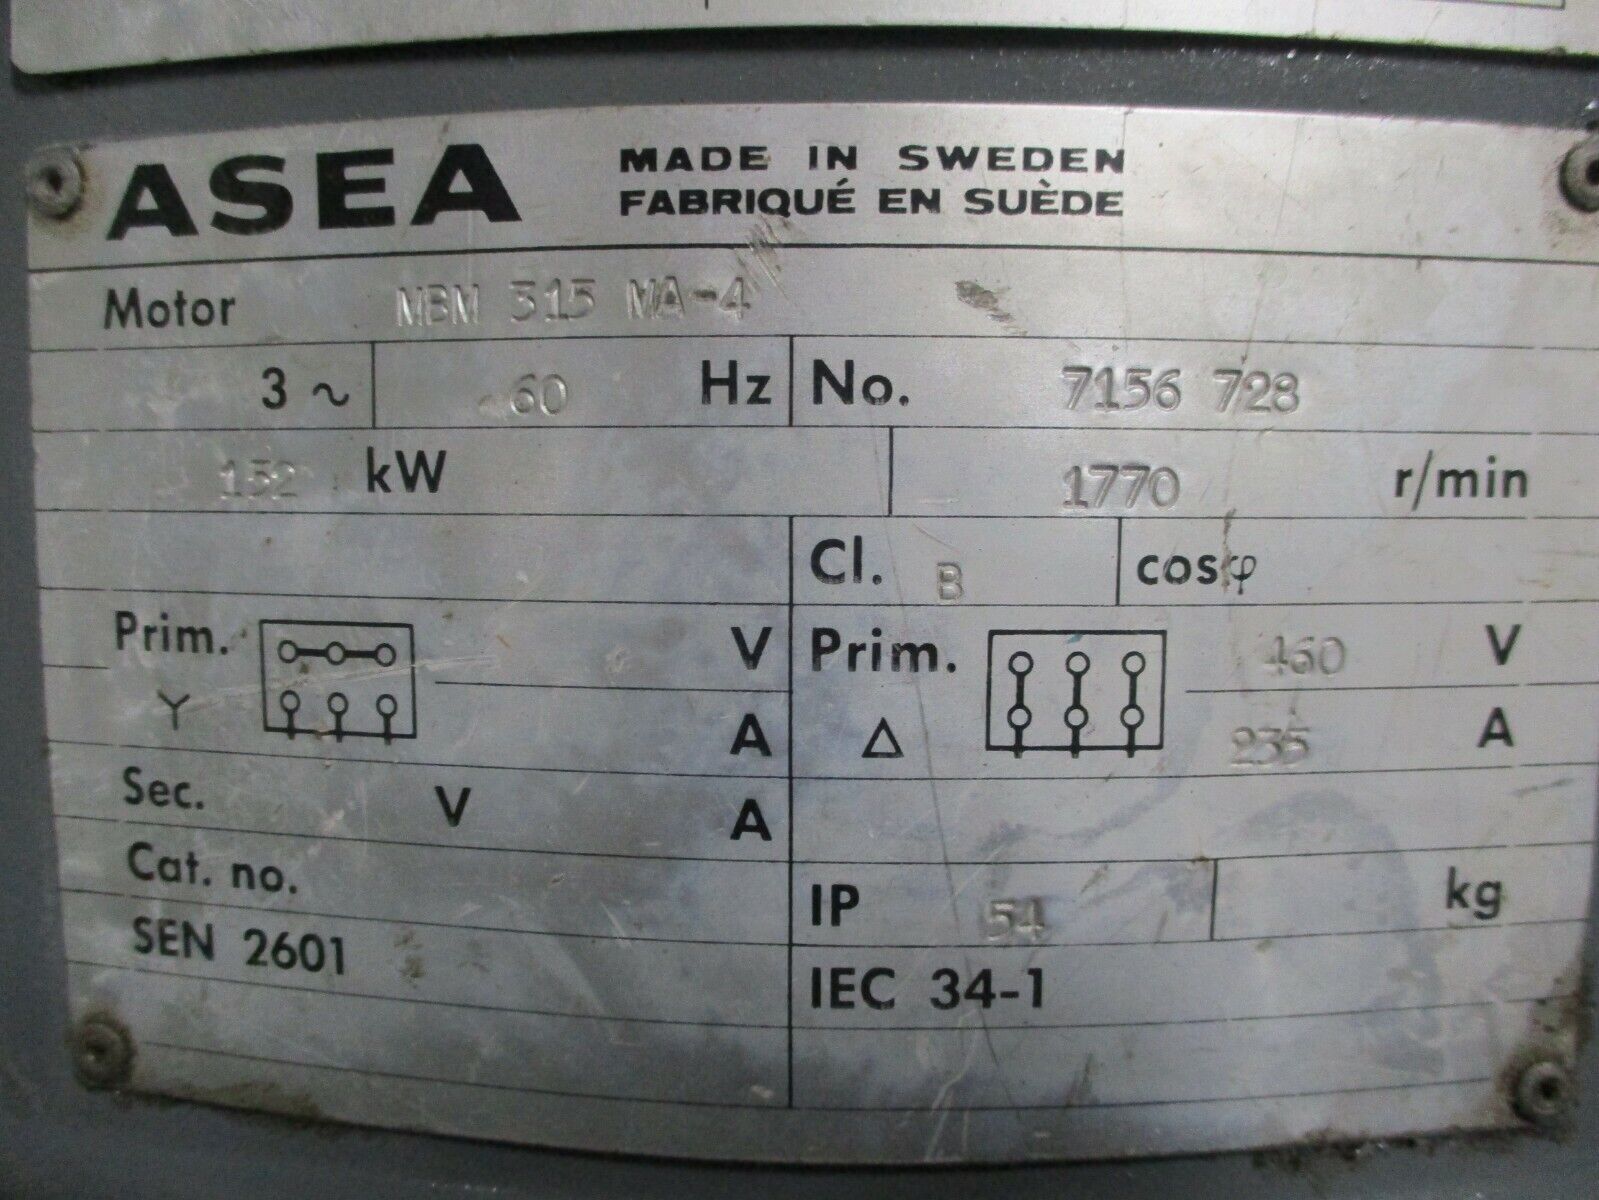 ASEA MADE IN SWEDEN
FABRIQUÉ EN SUÈDE
Motor MBM 315 MA-4
3 ~ 60 Hz No. 7156 728
152 kW 1770 r/min
Cl. B cosφ
Prim. V Prim. 460 V
Y A Δ 235 A
Sec. V A
Cat. no. IP 54 kg
SEN 2601 IEC 34-1